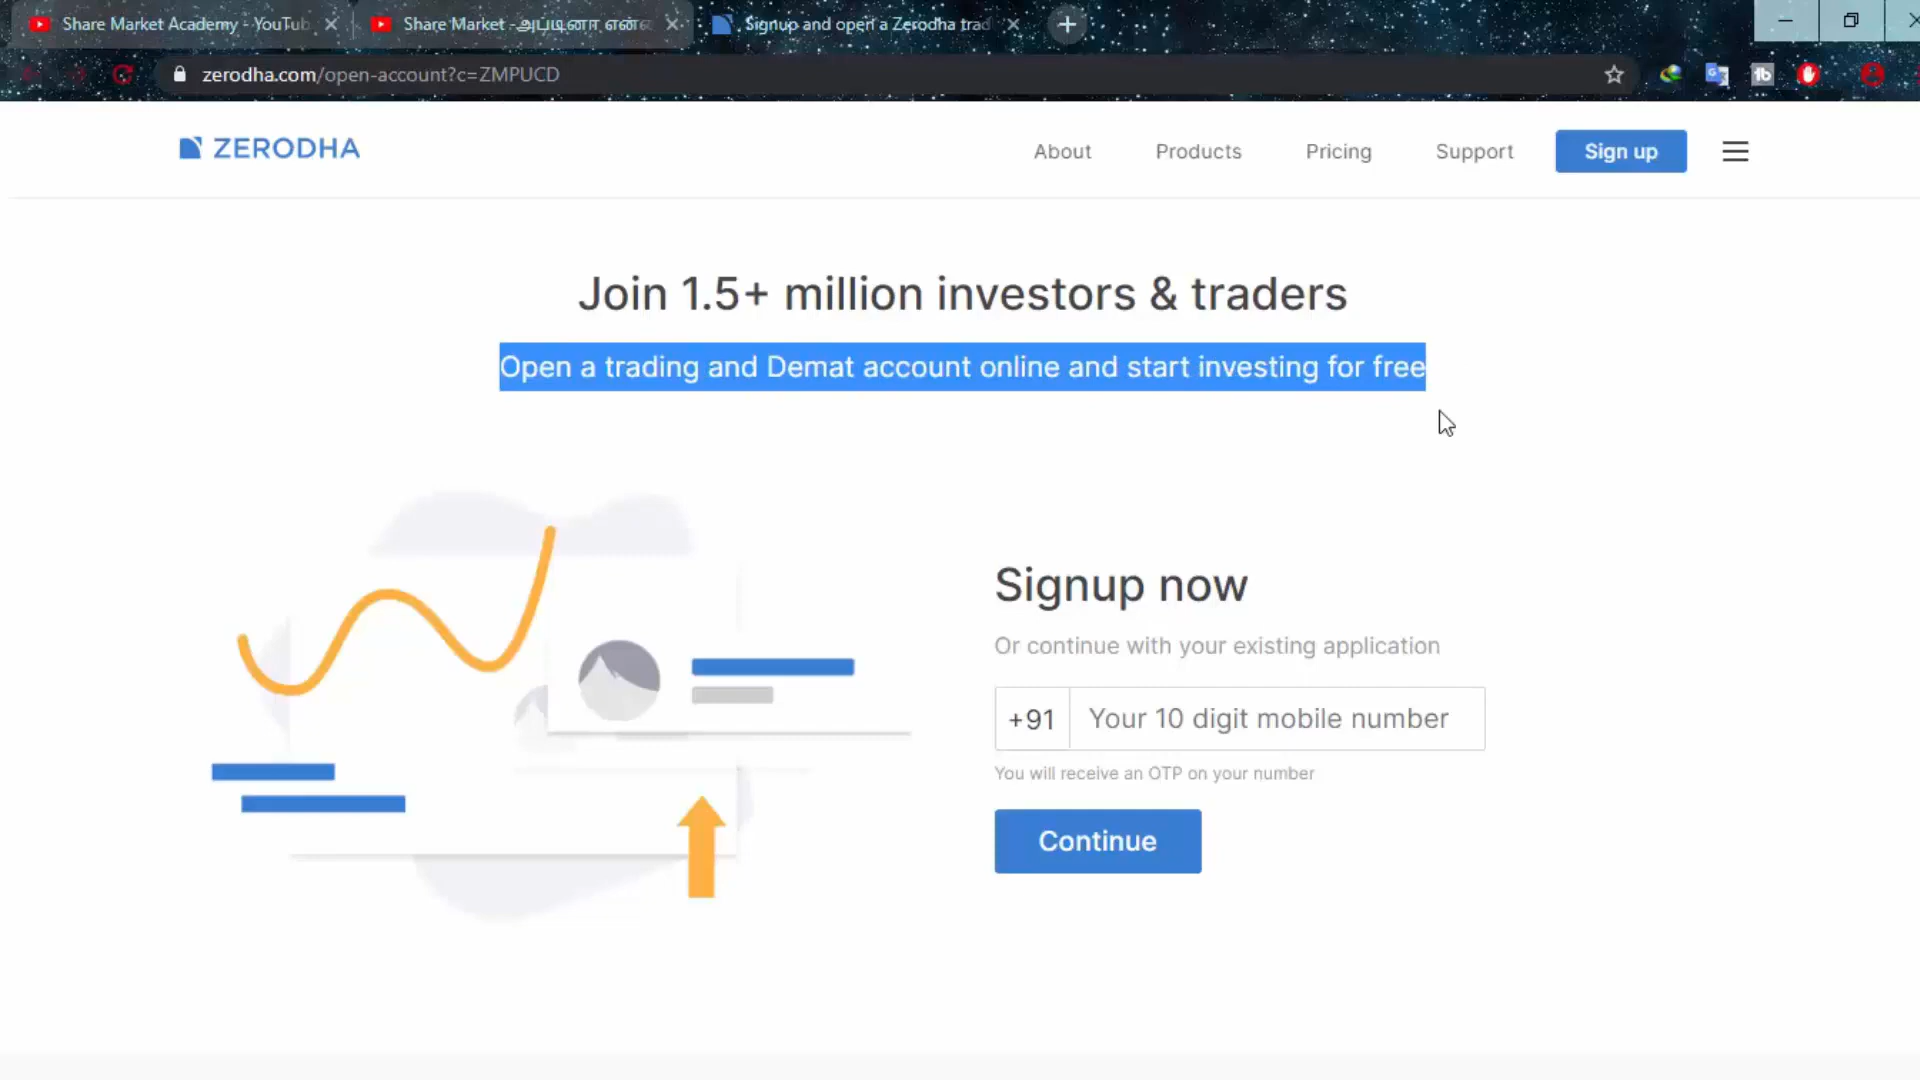 Share Market Academy - YouTub
Share Market - அப்டினா என்ன
Signup and open a Zerodha trad
zerodha.com/open-account?c=ZMPUCD
ZERODHA
About
Products
Pricing
Support
Sign up
Join 1.5+ million investors & traders
Open a trading and Demat account online and start investing for free
Signup now
Or continue with your existing application
+91
Your 10 digit mobile number
You will receive an OTP on your number
Continue